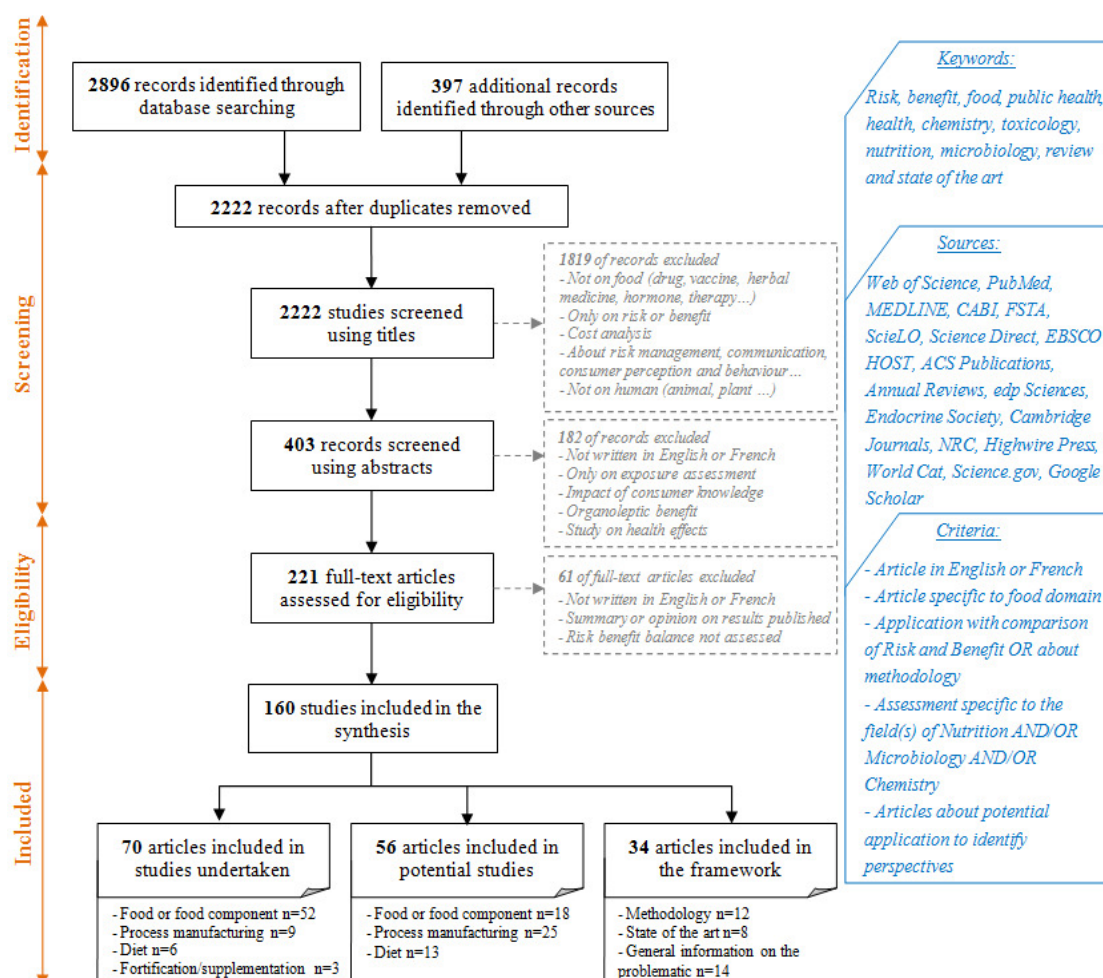 Identification
2896 records identified through
database searching
397 additional records
identified through other sources
Screening
2222 records after duplicates removed
2222 studies screened
using titles
1819 of records excluded
- Not on food (drug, vaccine, herbal
medicine, hormone, therapy…)
- Only on risk or benefit
- Cost analysis
- About risk management, communication,
consumer perception and behaviour…
- Not on human (animal, plant …)
403 records screened
using abstracts
182 of records excluded
- Not written in English or French
- Only on exposure assessment
- Impact of consumer knowledge
- Organoleptic benefit
- Study on health effects
Eligibility
221 full-text articles
assessed for eligibility
61 of full-text articles excluded
- Not written in English or French
- Summary or opinion on results published
- Risk benefit balance not assessed
Included
160 studies included in the
synthesis
70 articles included in
studies undertaken
- Food or food component n=52
- Process manufacturing n=9
- Diet n=6
- Fortification/supplementation n=3
56 articles included in
potential studies
- Food or food component n=18
- Process manufacturing n=25
- Diet n=13
34 articles included in
the framework
- Methodology n=12
- State of the art n=8
- General information on the
problematic n=14
Keywords:
Risk, benefit, food, public health,
health, chemistry, toxicology,
nutrition, microbiology, review
and state of the art
Sources:
Web of Science, PubMed,
MEDLINE, CABI, FSTA,
ScieLO, Science Direct, EBSCO
HOST, ACS Publications,
Annual Reviews, edp Sciences,
Endocrine Society, Cambridge
Journals, NRC, Highwire Press,
World Cat, Science.gov, Google
Scholar
Criteria:
- Article in English or French
- Article specific to food domain
- Application with comparison
of Risk and Benefit OR about
methodology
- Assessment specific to the
field(s) of Nutrition AND/OR
Microbiology AND/OR
Chemistry
- Articles about potential
application to identify
perspectives